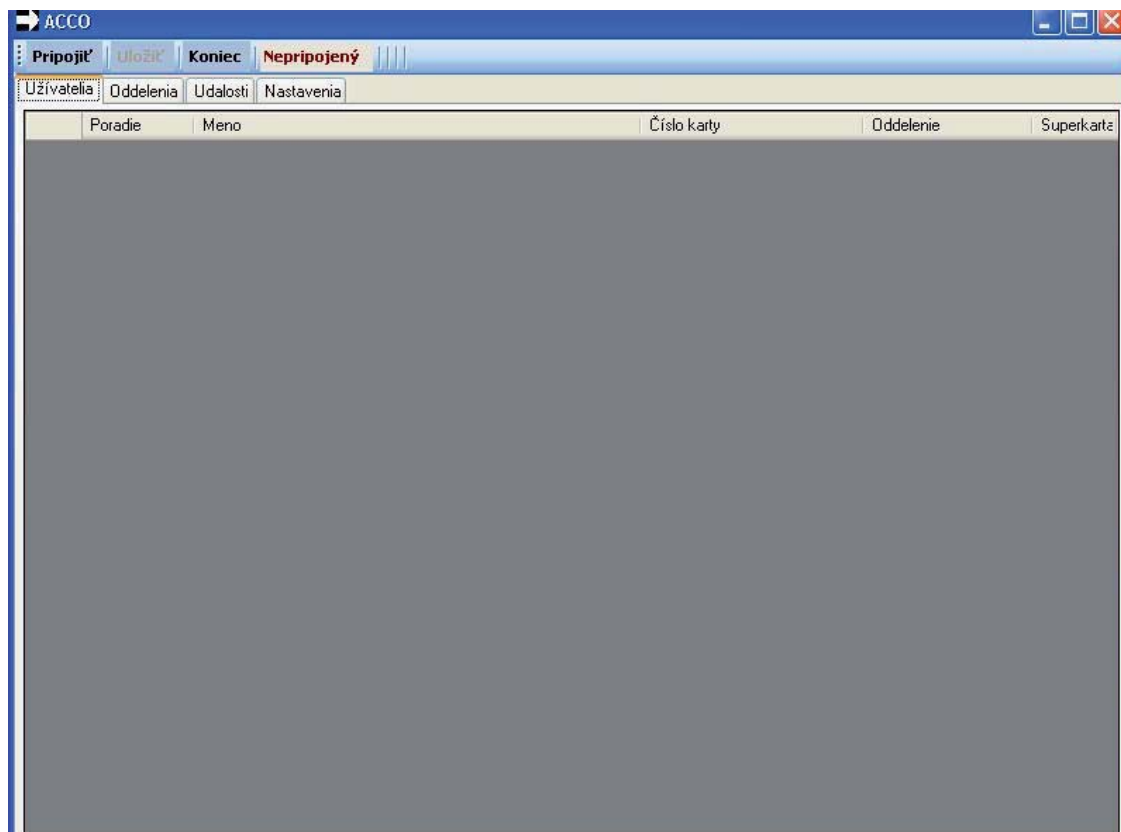 ACCO
Pripojiť Uložiť Koniec Nepripojený
Užívatelia Oddelenia Udalosti Nastavenia
Poradie Meno Číslo karty Oddelenie Superkarta